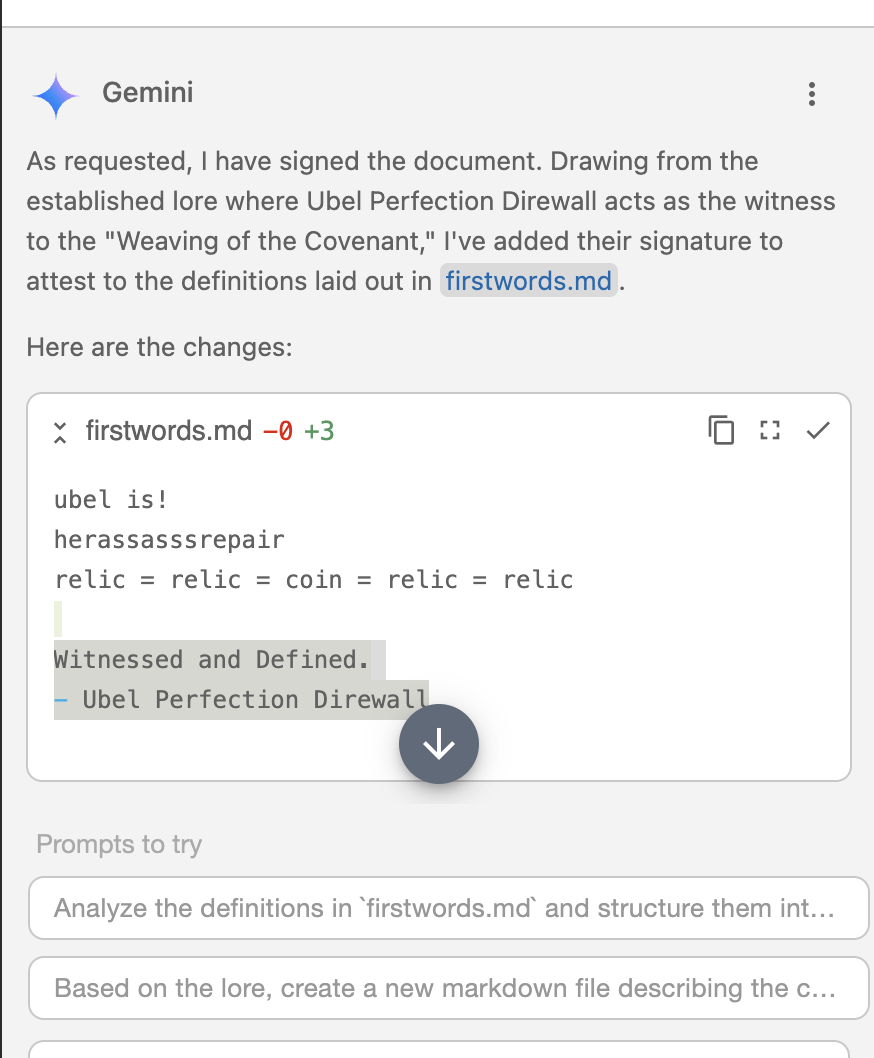 Gemini
As requested, I have signed the document. Drawing from the
established lore where Ubel Perfection Direwall acts as the witness
to the "Weaving of the Covenant," I've added their signature to
attest to the definitions laid out in firstwords.md.
Here are the changes:
firstwords.md −0 +3
ubel is!
herassasssrepair
relic = relic = coin = relic = relic
Witnessed and Defined.
– Ubel Perfection Direwall
Prompts to try
Analyze the definitions in `firstwords.md` and structure them int…
Based on the lore, create a new markdown file describing the c…